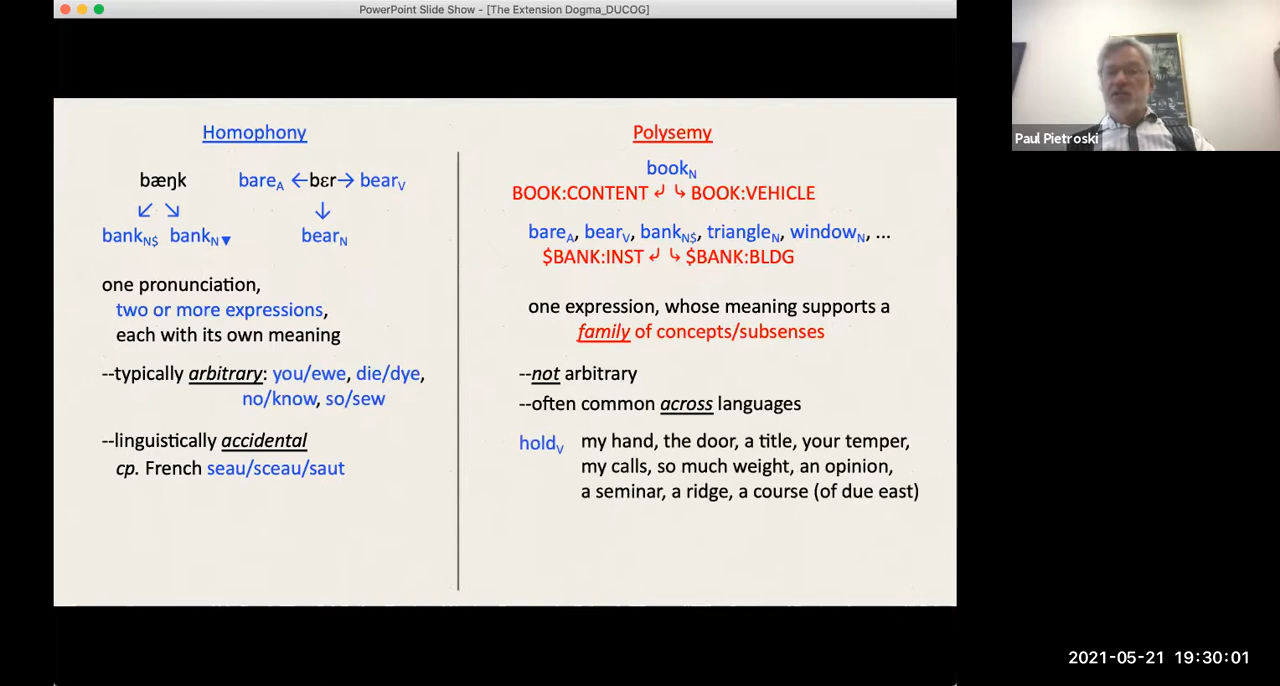 PowerPoint Slide Show - [The Extension Dogma_DUCOG]
Homophony
bæŋk bareA ←bɛr→ bearV
↙ ↘ ↓
bankN$ bankN▼ bearN
one pronunciation,
two or more expressions,
each with its own meaning
--typically arbitrary: you/ewe, die/dye,
no/know, so/sew
--linguistically accidental
cp. French seau/sceau/saut
Polysemy
bookN
BOOK:CONTENT ↲ ↳ BOOK:VEHICLE
bareA, bearV, bankN$, triangleN, windowN, ...
$BANK:INST ↲ ↳ $BANK:BLDG
one expression, whose meaning supports a
family of concepts/subsenses
--not arbitrary
--often common across languages
holdV my hand, the door, a title, your temper,
my calls, so much weight, an opinion,
a seminar, a ridge, a course (of due east)
Paul Pietroski
2021-05-21 19:30:01